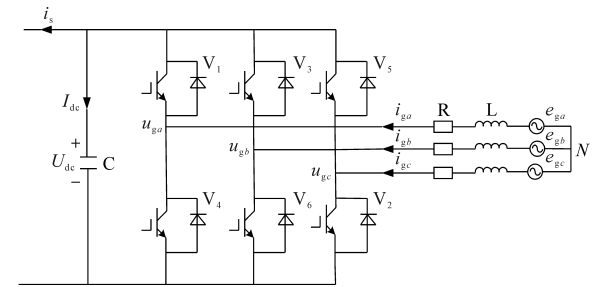 i_s
V_1 V_3 V_5
I_dc
i_ga R L e_ga
u_ga
i_gb e_gb
u_gb
+
U_dc C
−
i_gc e_gc
u_gc
N
V_4 V_6 V_2